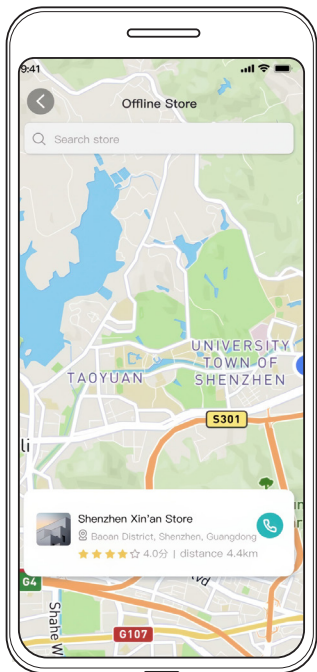 9:41
Offline Store
Search store
UNIVERSITY
TOWN OF
SHENZHEN
TAOYUAN
S301
li
Shenzhen Xin'an Store
Baoan District, Shenzhen, Guangdong
4.0分 | distance 4.4km
G4
Shahe W
G107